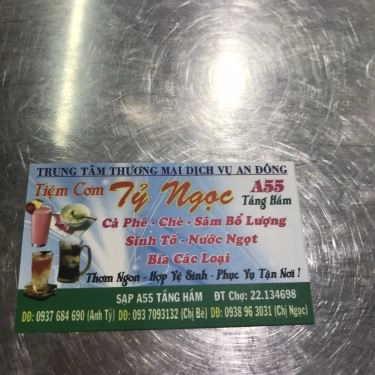 TRUNG TÂM THƯƠNG MẠI DỊCH VỤ AN ĐÔNG
Tiệm Cơm Tỷ Ngọc A55
Tầng Hầm
Cà Phê - Chè - Sâm Bổ Lượng
Sinh Tố - Nước Ngọt
Bia Các Loại
Thơm Ngon - Hợp Vệ Sinh - Phục Vụ Tận Nơi !
SẠP A55 TẦNG HẦM ĐT Chợ: 22.134698
DĐ: 0937 684 690 (Anh Tỷ) DĐ: 093 7093132 (Chị Bé) DĐ: 0938 96 3031 (Chị Ngọc)